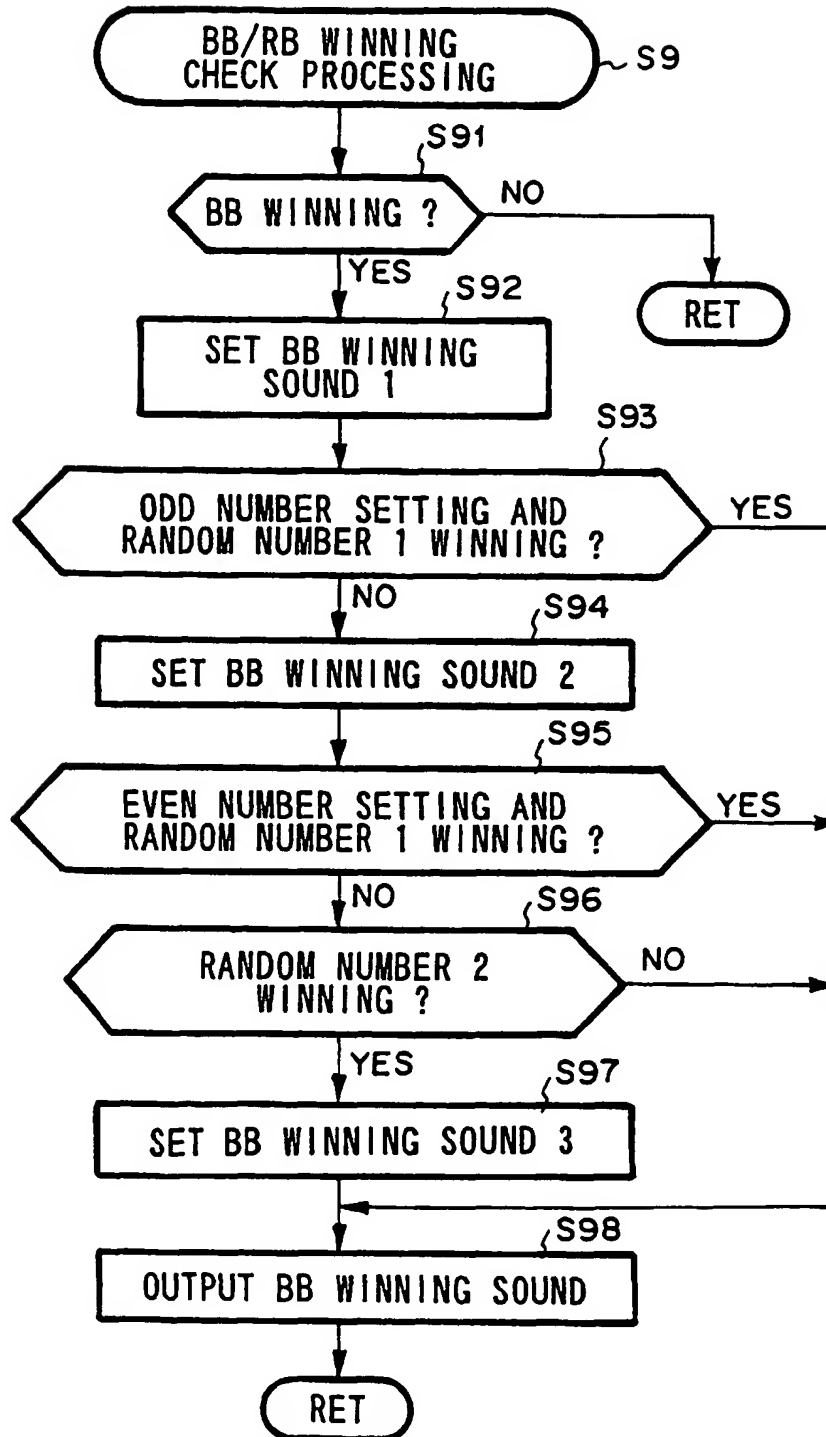 BB/RB WINNING
CHECK PROCESSING
S9
S91
BB WINNING ?
NO
YES
RET
S92
SET BB WINNING
SOUND 1
S93
ODD NUMBER SETTING AND
RANDOM NUMBER 1 WINNING ?
YES
NO
S94
SET BB WINNING SOUND 2
S95
EVEN NUMBER SETTING AND
RANDOM NUMBER 1 WINNING ?
YES
NO
S96
RANDOM NUMBER 2
WINNING ?
NO
YES
S97
SET BB WINNING SOUND 3
S98
OUTPUT BB WINNING SOUND
RET